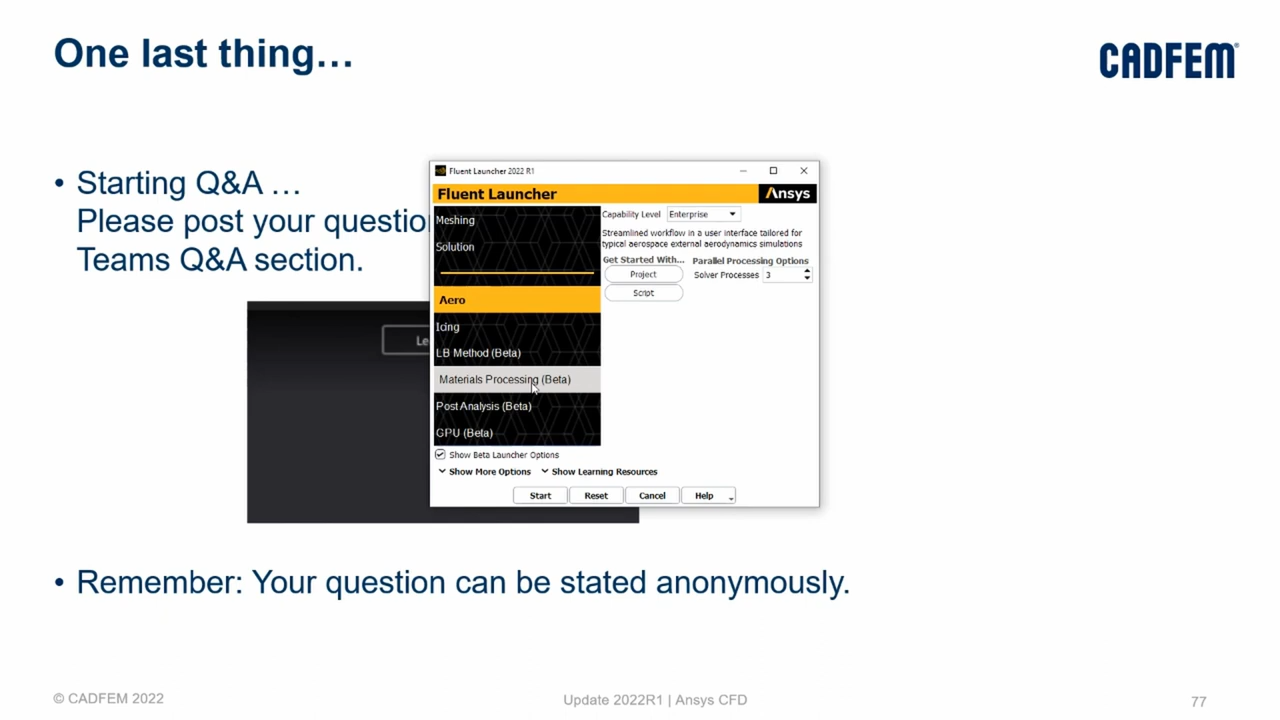 One last thing…
CADFEM
• Starting Q&A …
Please post your question
Teams Q&A section.
Le
Fluent Launcher 2022 R1
Fluent Launcher
Ansys
Meshing
Solution
Aero
Icing
LB Method (Beta)
Materials Processing (Beta)
Post Analysis (Beta)
GPU (Beta)
Capability Level Enterprise
Streamlined workflow in a user interface tailored for
typical aerospace external aerodynamics simulations
Get Started With... Parallel Processing Options
Project Solver Processes 3
Script
Show Beta Launcher Options
Show More Options Show Learning Resources
Start Reset Cancel Help
• Remember: Your question can be stated anonymously.
© CADFEM 2022
Update 2022R1 | Ansys CFD
77